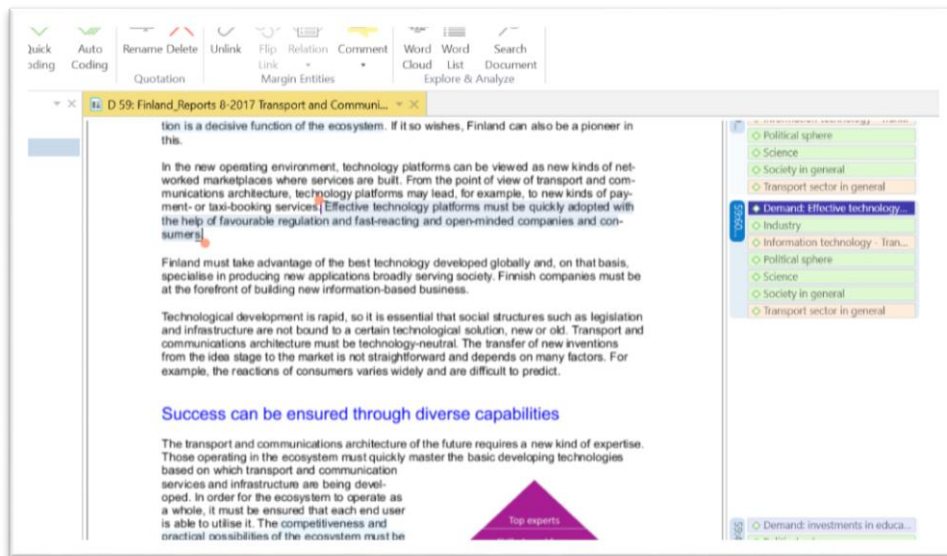 Quick Auto Rename Delete Unlink Flip Relation Comment Word Word Search
Coding Coding Link Cloud List Document
Quotation Margin Entities Explore & Analyze
D 59: Finland_Reports 8-2017 Transport and Communi...
tion is a decisive function of the ecosystem. If it so wishes, Finland can also be a pioneer in
this.
In the new operating environment, technology platforms can be viewed as new kinds of net-
worked marketplaces where services are built. From the point of view of transport and com-
munications architecture, technology platforms may lead, for example, to new kinds of pay-
ment- or taxi-booking services. Effective technology platforms must be quickly adopted with
the help of favourable regulation and fast-reacting and open-minded companies and con-
sumers.
Finland must take advantage of the best technology developed globally and, on that basis,
specialise in producing new applications broadly serving society. Finnish companies must be
at the forefront of building new information-based business.
Technological development is rapid, so it is essential that social structures such as legislation
and infrastructure are not bound to a certain technological solution, new or old. Transport and
communications architecture must be technology-neutral. The transfer of new inventions
from the idea stage to the market is not straightforward and depends on many factors. For
example, the reactions of consumers varies widely and are difficult to predict.
Success can be ensured through diverse capabilities
The transport and communications architecture of the future requires a new kind of expertise.
Those operating in the ecosystem must quickly master the basic developing technologies
based on which transport and communication
services and infrastructure are being devel-
oped. In order for the ecosystem to operate as
a whole, it must be ensured that each end user
is able to utilise it. The competitiveness and
practical possibilities of the ecosystem must be
Top experts
Political sphere
Science
Society in general
Transport sector in general
Demand: Effective technology...
Industry
Information technology - Tran...
Political sphere
Science
Society in general
Transport sector in general
Demand: investments in educa...